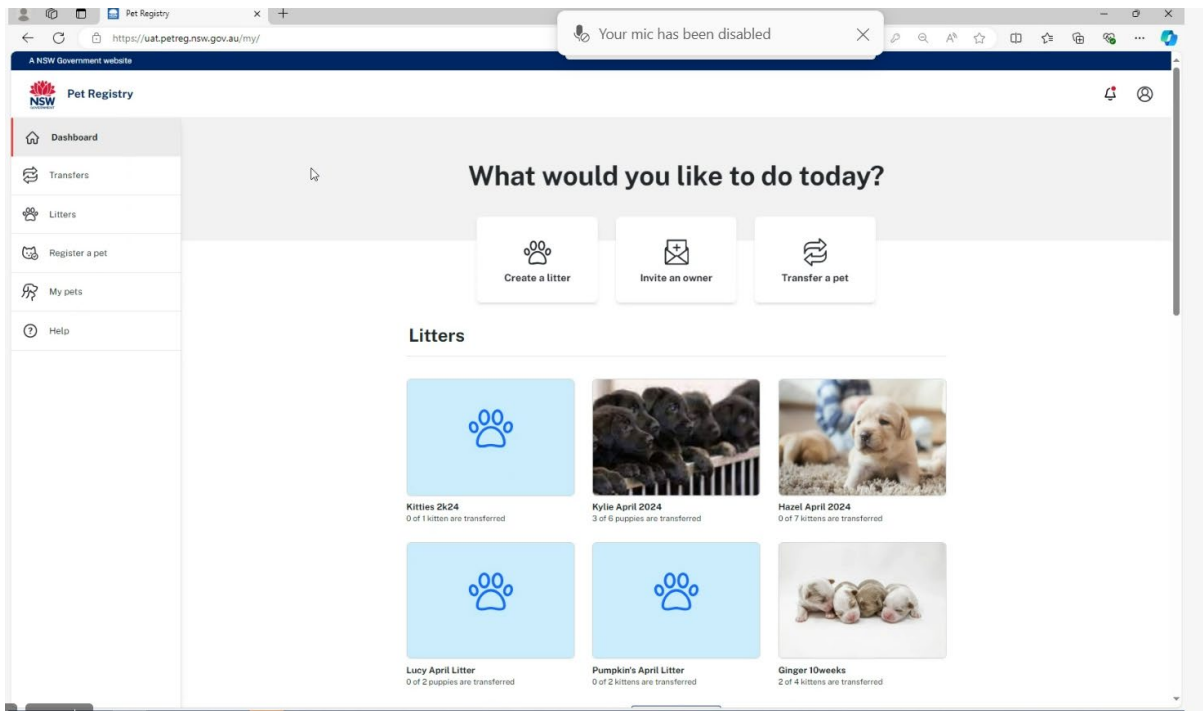 Pet Registry
https://uat.petreg.nsw.gov.au/my/
Your mic has been disabled
A NSW Government website
NSW
GOVERNMENT
Pet Registry
Dashboard
Transfers
Litters
Register a pet
My pets
Help
What would you like to do today?
Create a litter
Invite an owner
Transfer a pet
Litters
Kitties 2k24
0 of 1 kitten are transferred
Kylie April 2024
3 of 6 puppies are transferred
Hazel April 2024
0 of 7 kittens are transferred
Lucy April Litter
0 of 2 puppies are transferred
Pumpkin's April Litter
0 of 2 kittens are transferred
Ginger 10weeks
2 of 4 kittens are transferred